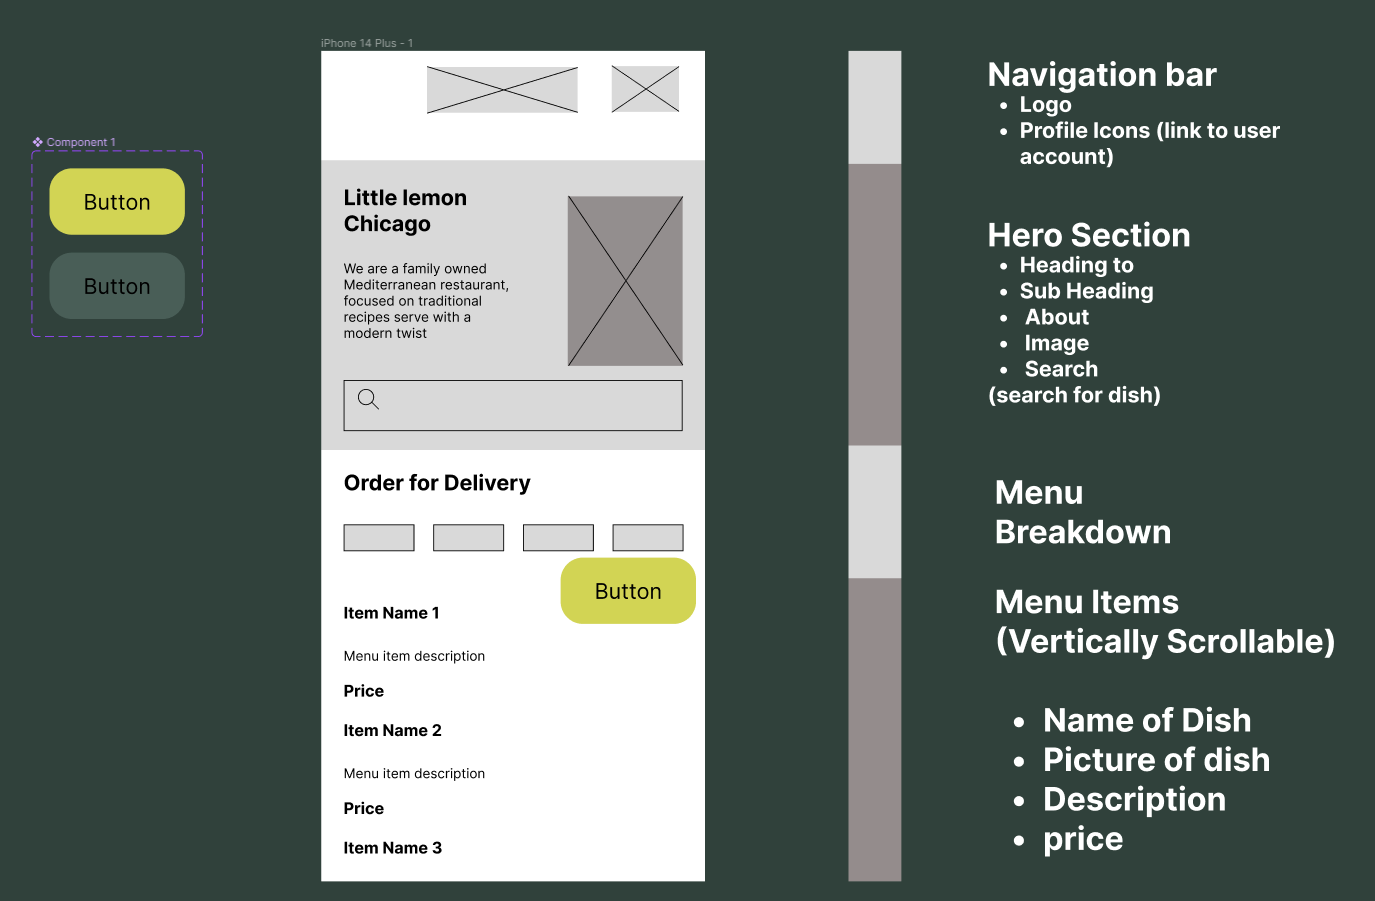 iPhone 14 Plus - 1
Component 1
Button
Button
Little lemon
Chicago
We are a family owned
Mediterranean restaurant,
focused on traditional
recipes serve with a
modern twist
Order for Delivery
Button
Item Name 1
Menu item description
Price
Item Name 2
Menu item description
Price
Item Name 3
Navigation bar
• Logo
• Profile Icons (link to user
account)
Hero Section
• Heading to
• Sub Heading
• About
• Image
• Search
(search for dish)
Menu
Breakdown
Menu Items
(Vertically Scrollable)
• Name of Dish
• Picture of dish
• Description
• price